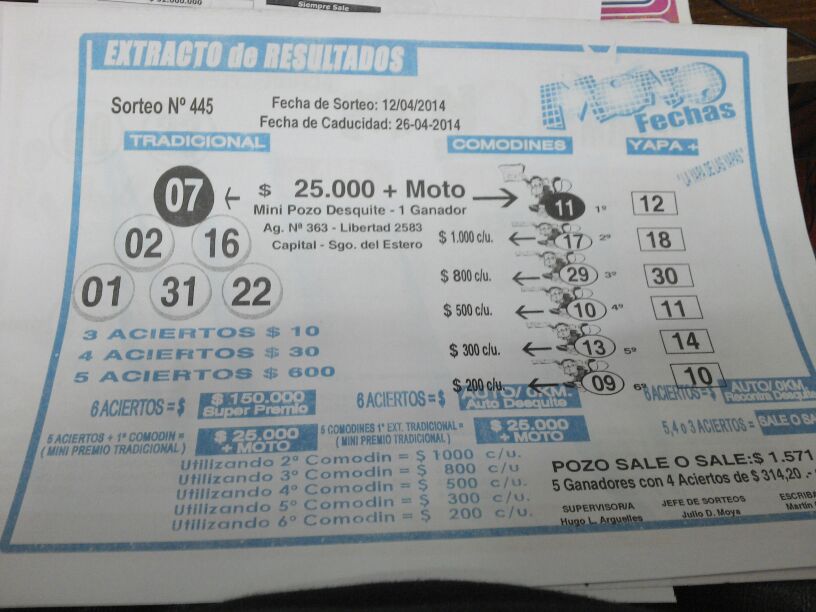 $ 92.000.000
Siempre Sale
EXTRACTO de RESULTADOS
Sorteo Nº 445
Fecha de Sorteo: 12/04/2014
Fecha de Caducidad: 26-04-2014
Fechas
TRADICIONAL
COMODINES
YAPA +
"LA YAPA DE LAS YAPAS"
07
$ 25.000 + Moto
11 1º
12
Mini Pozo Desquite - 1 Ganador
Ag. Nº 363 - Libertad 2583
Capital - Sgo. del Estero
02 16
$ 1.000 c/u.
17 2º
18
$ 800 c/u.
29 3º
30
01 31 22
$ 500 c/u.
10 4º
11
3 ACIERTOS $ 10
$ 300 c/u.
13 5º
14
4 ACIERTOS $ 30
5 ACIERTOS $ 600
$ 200 c/u.
09 6º
10
6 ACIERTOS = $
$ 150.000
Super Premio
6 ACIERTOS = $
AUTO/ 0KM.
Auto Desquite
6 ACIERTOS = $
AUTO/ 0KM.
Recontra Desquite
5 ACIERTOS + 1º COMODIN =
( MINI PREMIO TRADICIONAL )
$ 25.000
+ MOTO
5 COMODINES 1º EXT. TRADICIONAL =
( MINI PREMIO TRADICIONAL )
$ 25.000
+ MOTO
5,4 o 3 ACIERTOS =
SALE O
Utilizando 2º Comodin = $ 1000 c/u.
Utilizando 3º Comodin = $ 800 c/u
Utilizando 4º Comodin = $ 500 c/u.
Utilizando 5º Comodin = $ 300 c/u.
Utilizando 6º Comodin = $ 200 c/u.
POZO SALE O SALE:$ 1.571
5 Ganadores con 4 Aciertos de $ 314,20 .-
SUPERVISOR/A
Hugo L. Arguelles
JEFE DE SORTEOS
Julio D. Moya